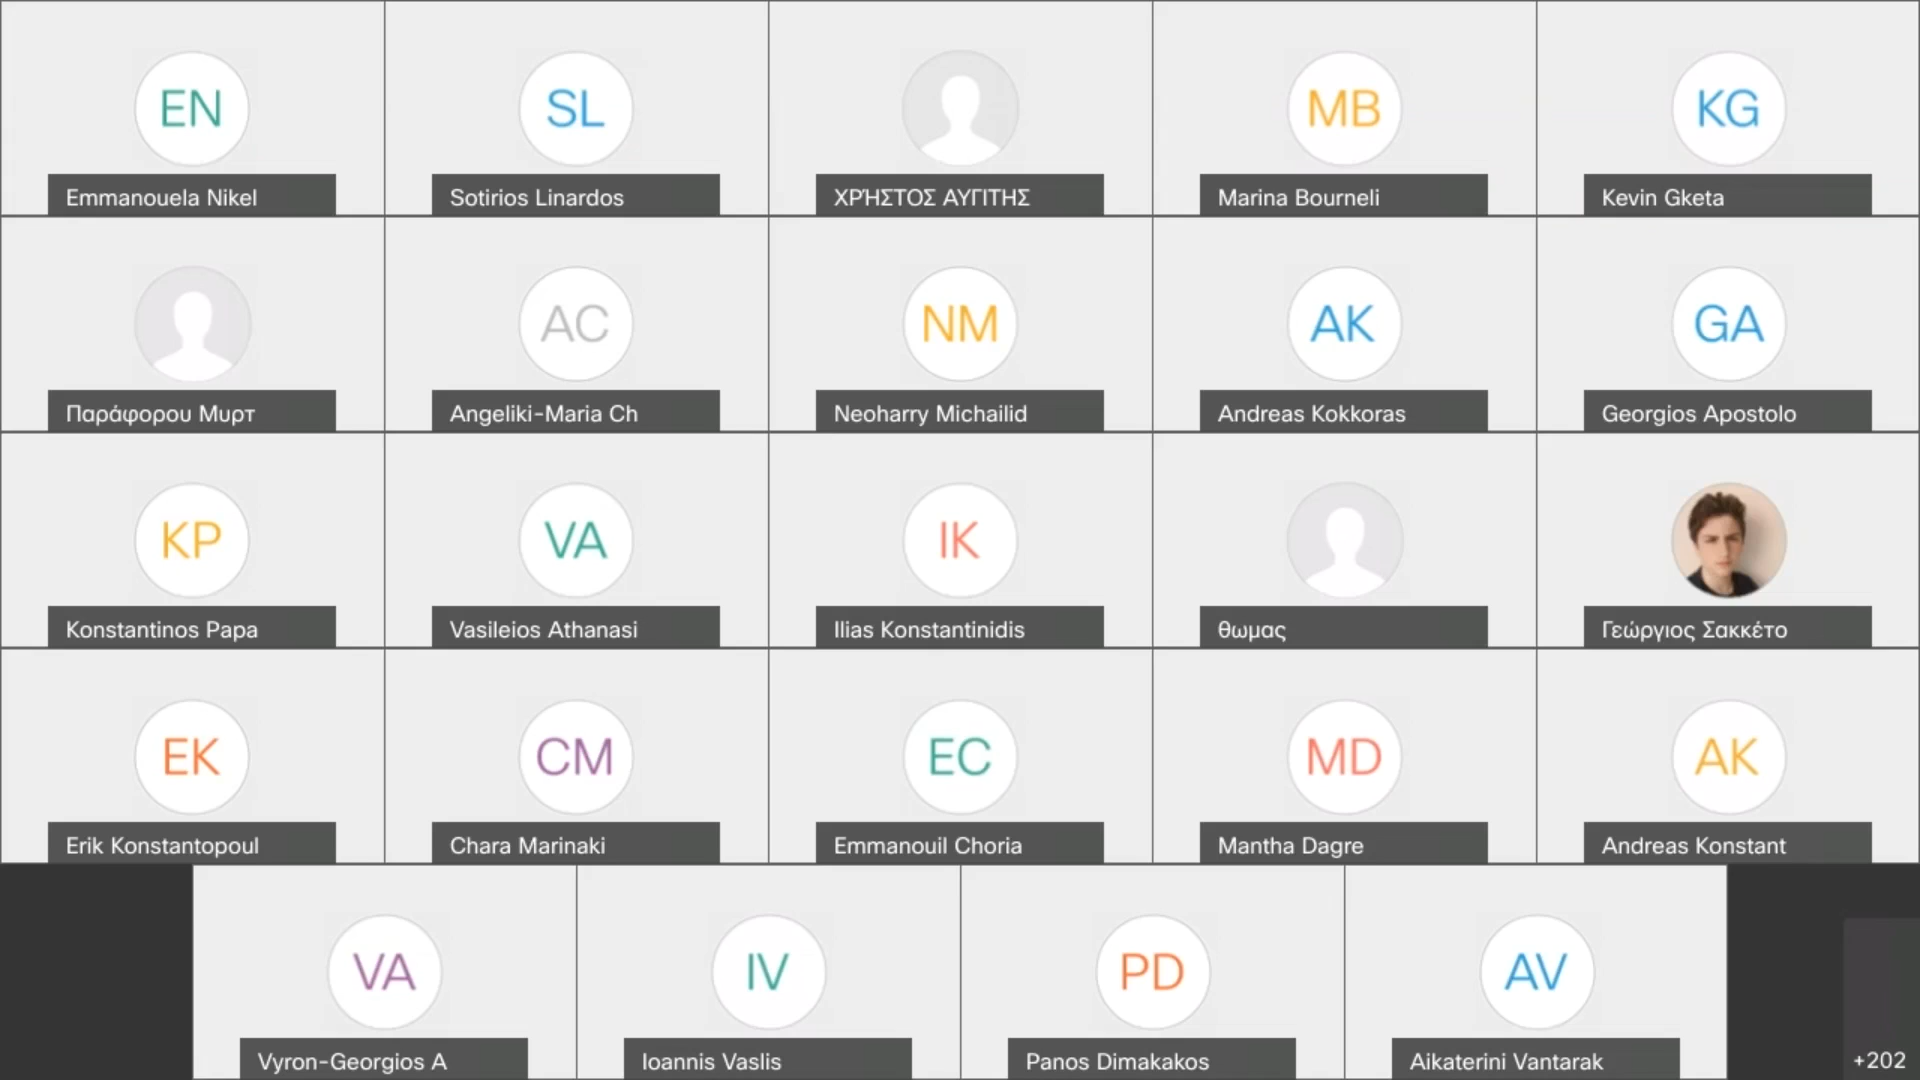 EN
Emmanouela Nikel
SL
Sotirios Linardos
ΧΡΉΣΤΟΣ ΑΥΓΙΤΗΣ
MB
Marina Bourneli
KG
Kevin Gketa
Παράφορου Μυρτ
AC
Angeliki-Maria Ch
NM
Neoharry Michailid
AK
Andreas Kokkoras
GA
Georgios Apostolo
KP
Konstantinos Papa
VA
Vasileios Athanasi
IK
Ilias Konstantinidis
θωμας
Γεώργιος Σακκέτο
EK
Erik Konstantopoul
CM
Chara Marinaki
EC
Emmanouil Choria
MD
Mantha Dagre
AK
Andreas Konstant
VA
Vyron-Georgios A
IV
Ioannis Vaslis
PD
Panos Dimakakos
AV
Aikaterini Vantarak
+202